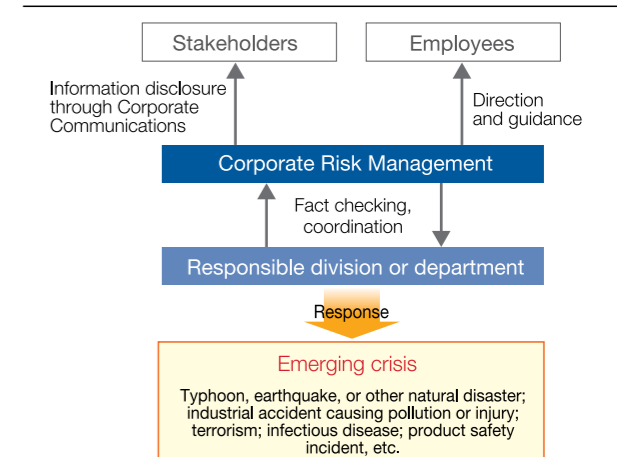 Stakeholders
Employees
Information disclosure
through Corporate
Communications
Direction
and guidance
Corporate Risk Management
Fact checking,
coordination
Responsible division or department
Response
Emerging crisis
Typhoon, earthquake, or other natural disaster;
industrial accident causing pollution or injury;
terrorism; infectious disease; product safety
incident, etc.